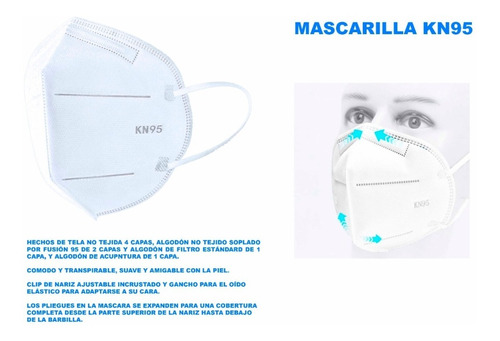 MASCARILLA KN95
KN95
KN95
HECHOS DE TELA NO TEJIDA 4 CAPAS, ALGODÓN NO TEJIDO SOPLADO
POR FUSIÓN 95 DE 2 CAPAS Y ALGODÓN DE FILTRO ESTÁNDARD DE 1
CAPA, Y ALGODÓN DE ACUPNTURA DE 1 CAPA.
COMODO Y TRANSPIRABLE, SUAVE Y AMIGABLE CON LA PIEL.
CLIP DE NARIZ AJUSTABLE INCRUSTADO Y GANCHO PARA EL OÍDO
ELÁSTICO PARA ADAPTARSE A SU CARA.
LOS PLIEGUES EN LA MASCARA SE EXPANDEN PARA UNA COBERTURA
COMPLETA DESDE LA PARTE SUPERIOR DE LA NARIZ HASTA DEBAJO
DE LA BARBILLA.